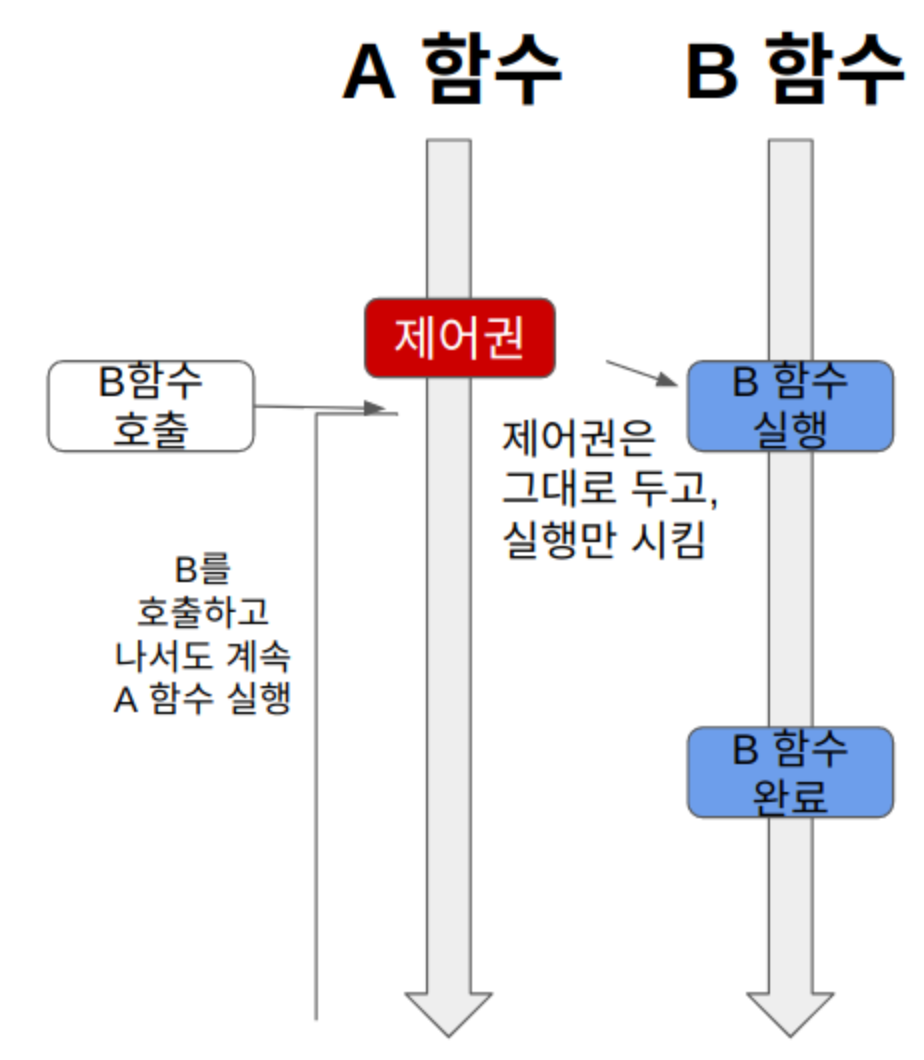 A 함수
B 함수
제어권
B함수
호출
B 함수
실행
제어권은
그대로 두고,
실행만 시킴
B를
호출하고
나서도 계속
A 함수 실행
B 함수
완료